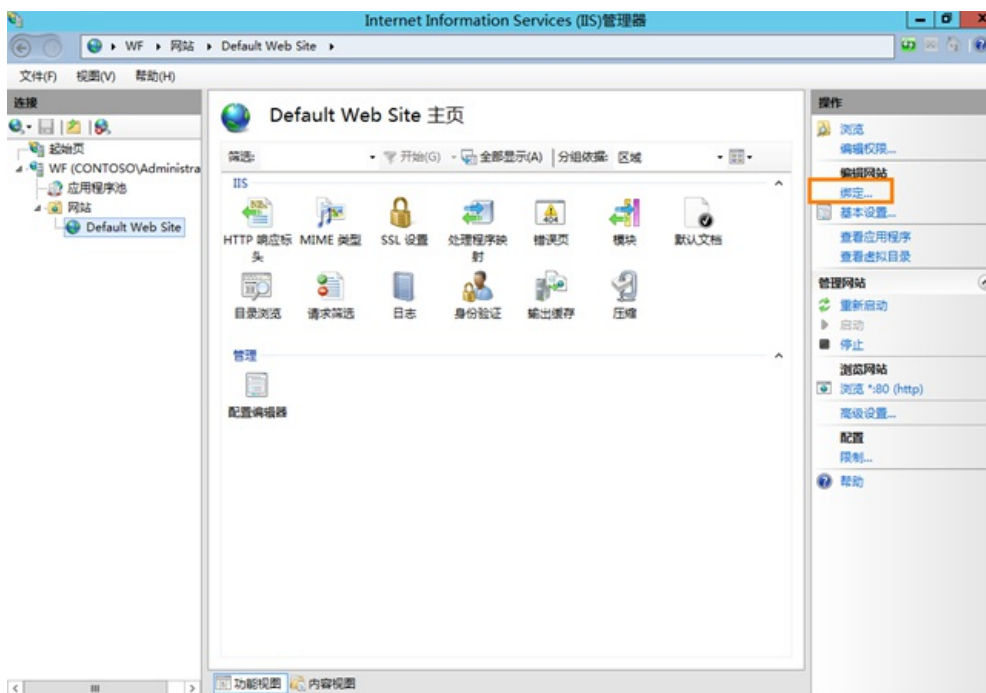 Internet Information Services (IIS)管理器
WF 网站 Default Web Site
文件(F) 视图(V) 帮助(H)
连接
起始页
WF (CONTOSO\Administra
应用程序池
网站
Default Web Site
Default Web Site 主页
筛选: 开始(G) 全部显示(A) 分组依据: 区域
IIS
HTTP 响应标头
MIME 类型
SSL 设置
处理程序映射
错误页
模块
默认文档
目录浏览
请求筛选
日志
身份验证
输出缓存
压缩
管理
配置编辑器
功能视图 内容视图
操作
浏览
编辑权限...
编辑网站
绑定...
基本设置...
查看应用程序
查看虚拟目录
管理网站
重新启动
启动
停止
浏览网站
浏览 *:80 (http)
高级设置...
配置
限制...
帮助